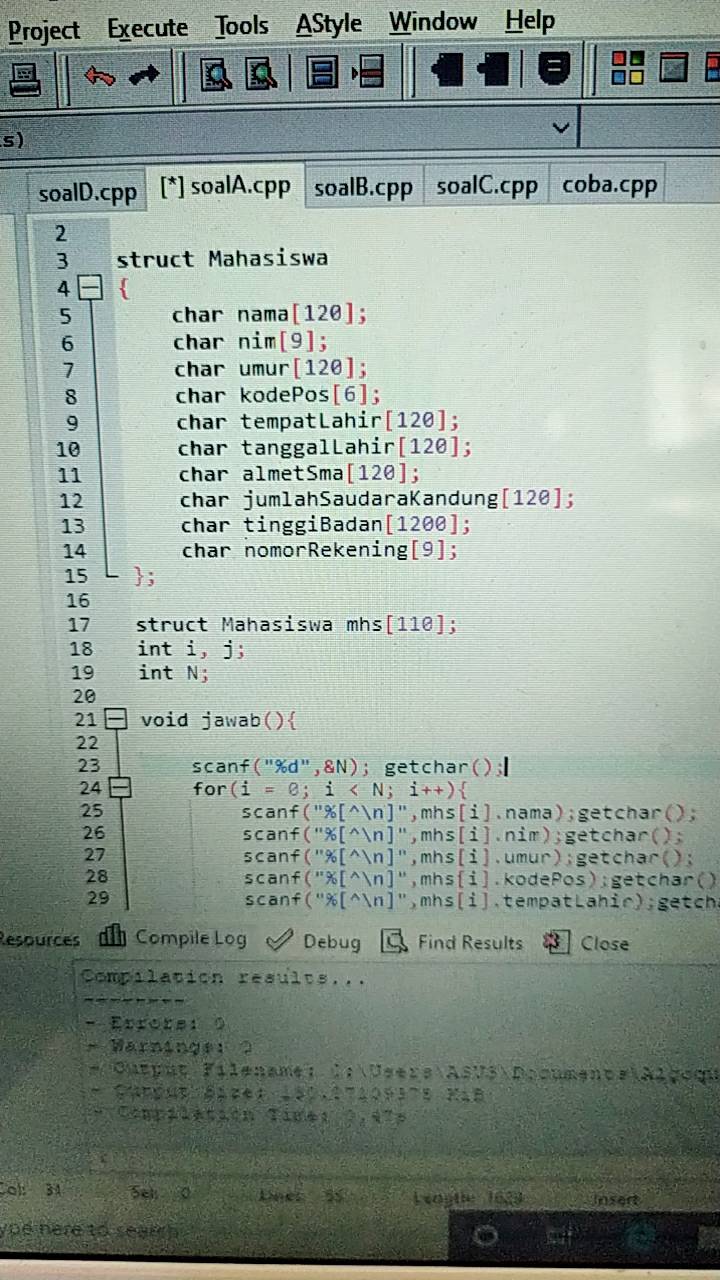 Project Execute Tools AStyle Window Help
s)
soalD.cpp [*] soalA.cpp soalB.cpp soalC.cpp coba.cpp
2
3 struct Mahasiswa
4 {
5 char nama[120];
6 char nim[9];
7 char umur[120];
8 char kodePos[6];
9 char tempatLahir[120];
10 char tanggalLahir[120];
11 char almetSma[120];
12 char jumlahSaudaraKandung[120];
13 char tinggiBadan[1200];
14 char nomorRekening[9];
15 };
16
17 struct Mahasiswa mhs[110];
18 int i, j;
19 int N;
20
21 void jawab(){
22
23 scanf("%d",&N); getchar();
24 for(i = 0; i < N; i++){
25 scanf("%[^\n]",mhs[i].nama);getchar();
26 scanf("%[^\n]",mhs[i].nim);getchar();
27 scanf("%[^\n]",mhs[i].umur);getchar();
28 scanf("%[^\n]",mhs[i].kodePos);getchar()
29 scanf("%[^\n]",mhs[i].tempatLahir);getch
Resources Compile Log Debug Find Results Close
Compilation results...
--------
- Errors: 0
- Warnings: 0
- Output Filename: C:\Users\ASUS\Documents\Algoqu
- Output Size: KiB
- Compilation Time:
Col: 31 Sel: 0 Lines: 55 Length: Insert
ype here to search